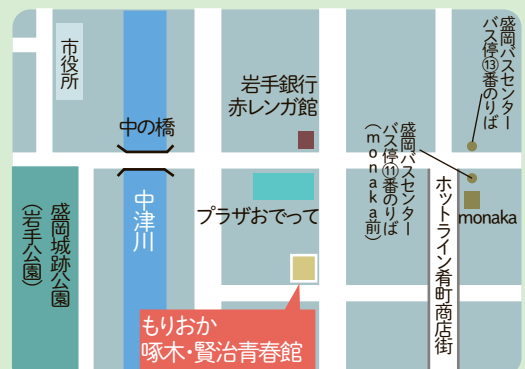 市役所
中の橋
岩手銀行
赤レンガ館
盛岡バスセンター
バス停⑬番のりば
盛岡バスセンター
バス停⑪番のりば
(monaka前)
monaka
ホットライン肴町商店街
プラザおでって
中津川
盛岡城跡公園
(岩手公園)
もりおか
啄木・賢治青春館